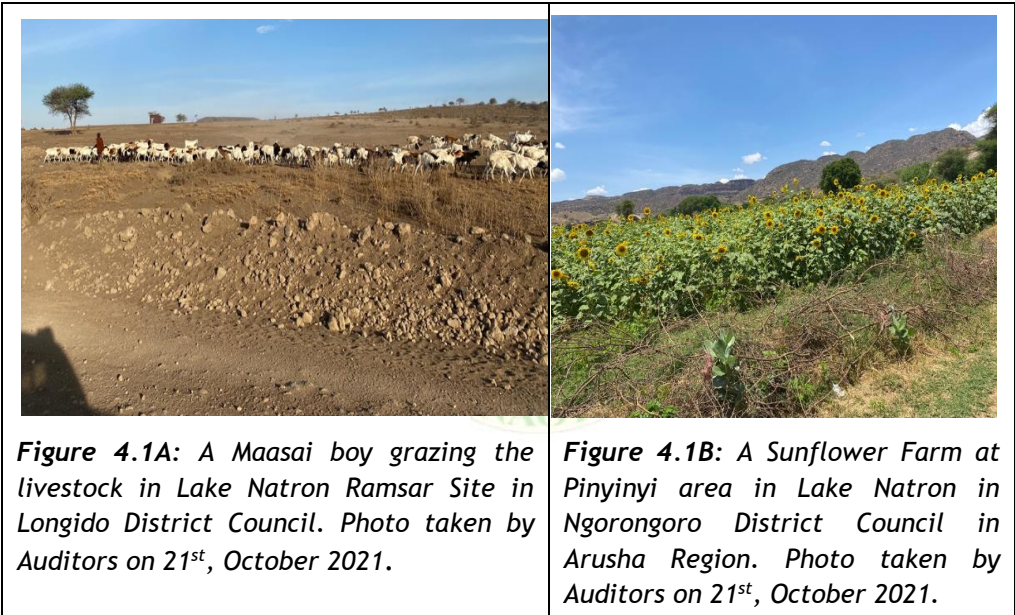 Figure 4.1A: A Maasai boy grazing the
livestock in Lake Natron Ramsar Site in
Longido District Council. Photo taken by
Auditors on 21st, October 2021.
Figure 4.1B: A Sunflower Farm at
Pinyinyi area in Lake Natron in
Ngorongoro District Council in
Arusha Region. Photo taken by
Auditors on 21st, October 2021.